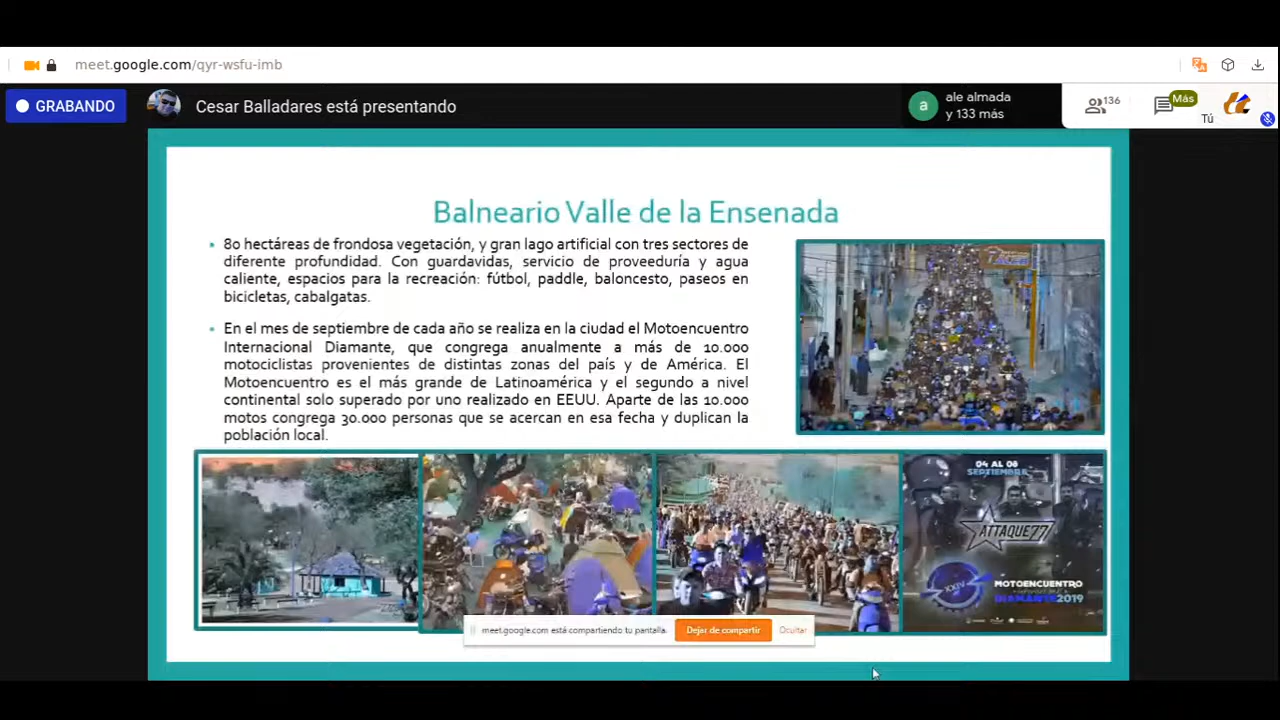 meet.google.com/qyr-wsfu-imb
GRABANDO
Cesar Balladares está presentando
a
ale almada
y 133 más
136
Más
Tú
Balneario Valle de la Ensenada
• 80 hectáreas de frondosa vegetación, y gran lago artificial con tres sectores de
diferente profundidad. Con guardavidas, servicio de proveeduría y agua
caliente, espacios para la recreación: fútbol, paddle, baloncesto, paseos en
bicicletas, cabalgatas.
• En el mes de septiembre de cada año se realiza en la ciudad el Motoencuentro
Internacional Diamante, que congrega anualmente a más de 10.000
motociclistas provenientes de distintas zonas del país y de América. El
Motoencuentro es el más grande de Latinoamérica y el segundo a nivel
continental solo superado por uno realizado en EEUU. Aparte de las 10.000
motos congrega 30.000 personas que se acercan en esa fecha y duplican la
población local.
04 AL 08
SEPTIEMBRE
ATTAQUE77
XXIV
MOTOENCUENTRO
DIAMANTE 2019
meet.google.com está compartiendo tu pantalla.
Dejar de compartir
Ocultar